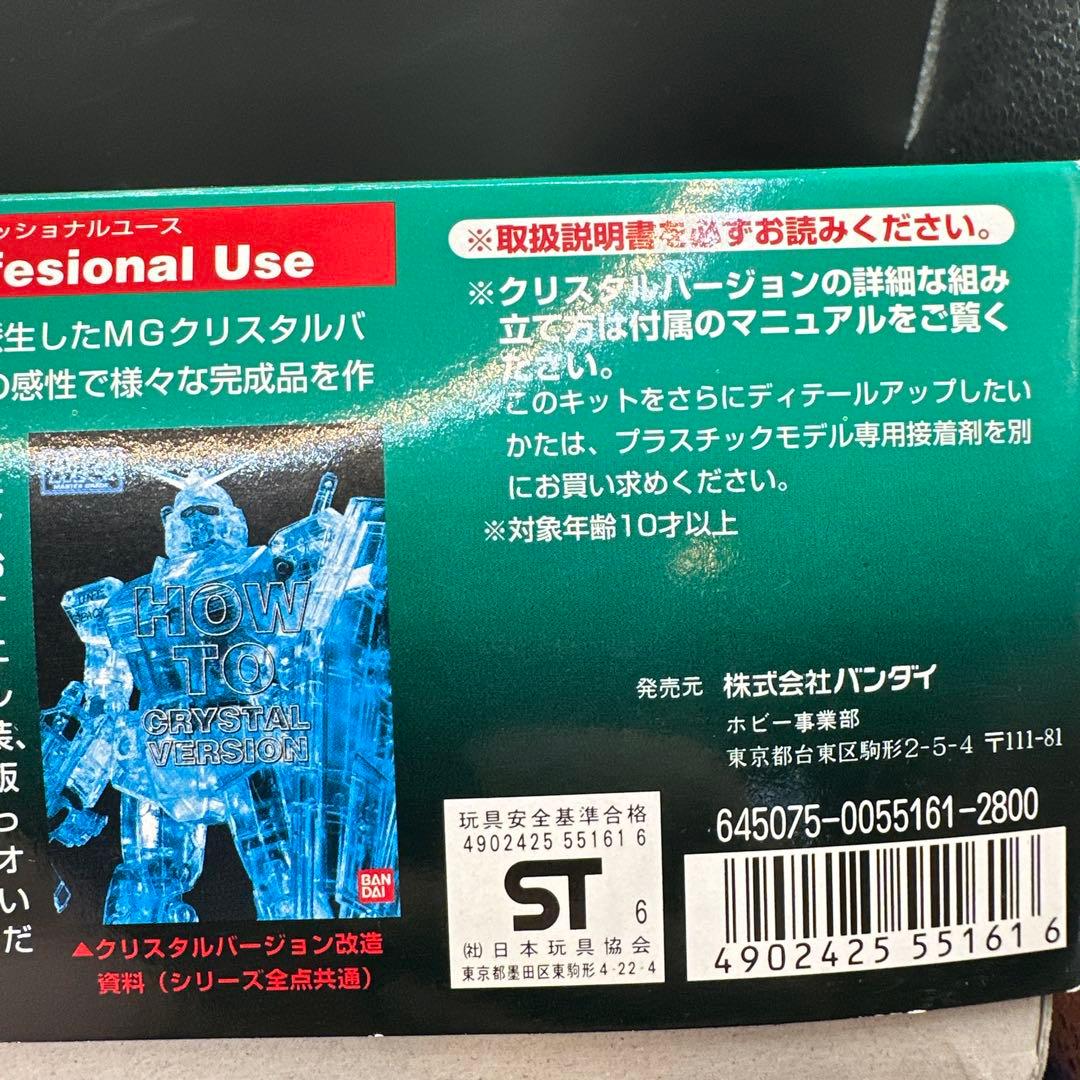 ッショナルユース
fesional Use
生したMGクリスタルバ
の感性で様々な完成品を作
装、
販
っ
オ
い
だ
MASTER GRADE
HOW
TO
CRYSTAL
VERSION
BAN
DAI
▲クリスタルバージョン改造
資料（シリーズ全点共通）
※取扱説明書を必ずお読みください。
※クリスタルバージョンの詳細な組み
立て方は付属のマニュアルをご覧く
ださい。
※このキットをさらにディテールアップしたい
かたは、プラスチックモデル専用接着剤を別
にお買い求めください。
※対象年齢10才以上
発売元 株式会社バンダイ
ホビー事業部
東京都台東区駒形2-5-4 〒111-81
玩具安全基準合格
4902425 55161 6
ST 6
(社)日本玩具協会
東京都墨田区東駒形4-22-4
645075-0055161-2800
4902425 551616